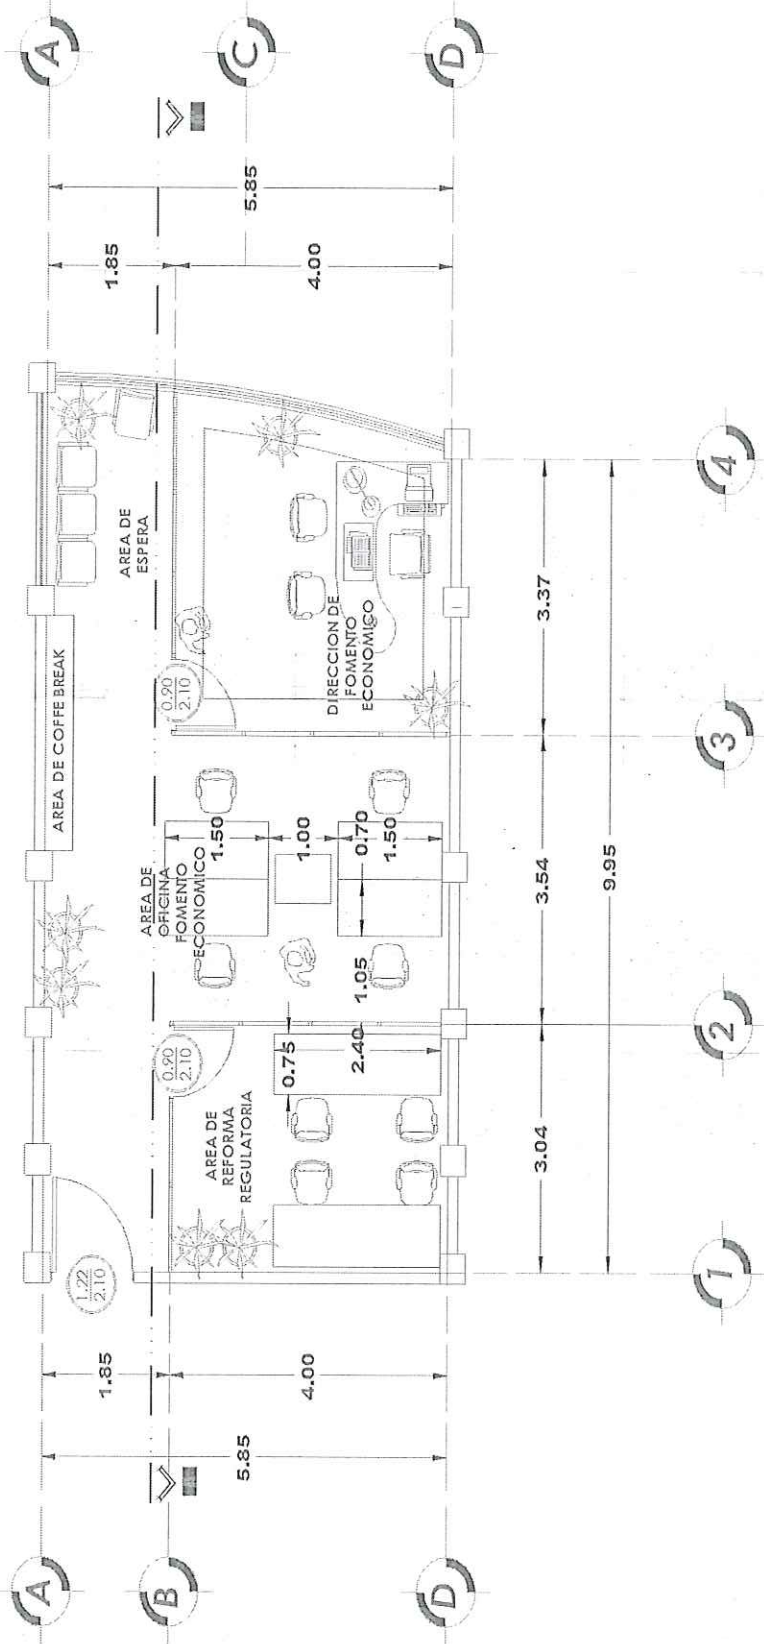 A
C
D
1.85
5.85
4.00
AREA DE
ESPERA
AREA DE COFFE BREAK
0.90
2.10
DIRECCION DE
FOMENTO
ECONOMICO
4
3.37
3
AREA DE
OFICINA
FOMENTO
ECONOMICO
1.50
1.00
0.70
1.50
1.05
3.54
9.95
2
0.90
2.10
0.75
2.40
AREA DE
REFORMA
REGULATORIA
3.04
1
1.22
2.10
1.85
4.00
5.85
A
B
D